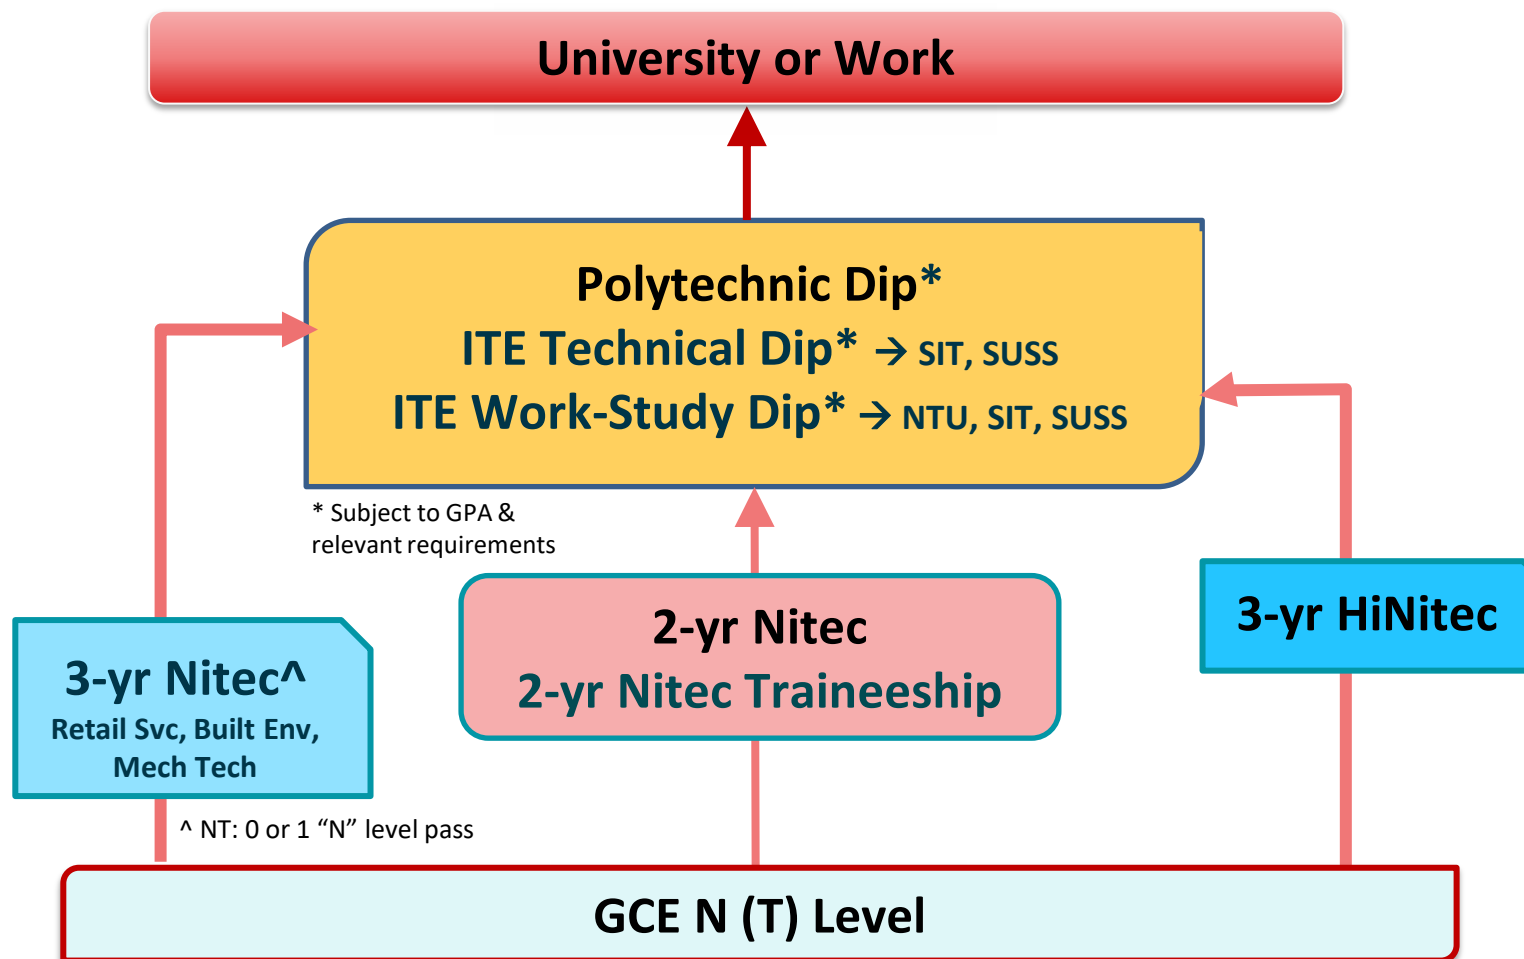 University or Work
Polytechnic Dip*
ITE Technical Dip* → SIT, SUSS
ITE Work-Study Dip* → NTU, SIT, SUSS
* Subject to GPA &
relevant requirements
2-yr Nitec
2-yr Nitec Traineeship
3-yr HiNitec
3-yr Nitec^
Retail Svc, Built Env,
Mech Tech
^ NT: 0 or 1 “N” level pass
GCE N (T) Level